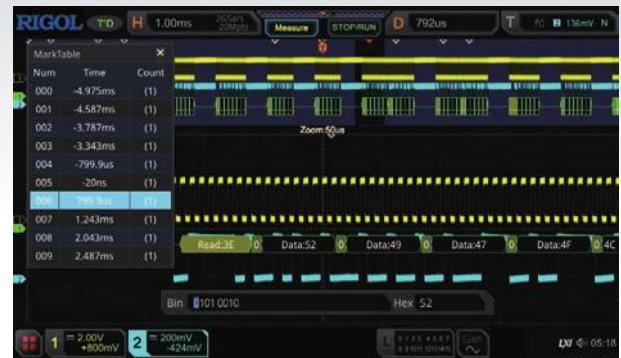 RIGOL T'D H 1.00ms 2GSa/s 20Mpts Measure STOP/RUN D 792us T f0 B 136mV N
MarkTable ×
Num Time Count
000 -4.975ms (1)
001 -4.587ms (1)
002 -3.787ms (1)
003 -3.343ms (1)
004 -799.9us (1)
005 -20ns (1)
006 799.9us (1)
007 1.243ms (1)
008 2.043ms (1)
009 2.487ms (1)
Zoom:50us
Read:3E 0 Data:52 0 Data:49 0 Data:47 0 Data:4F 0 4C
Bin 0101 0010 Hex 52
1 2.00V +800mV 2 200mV -424mV L Gen LXI 05:18